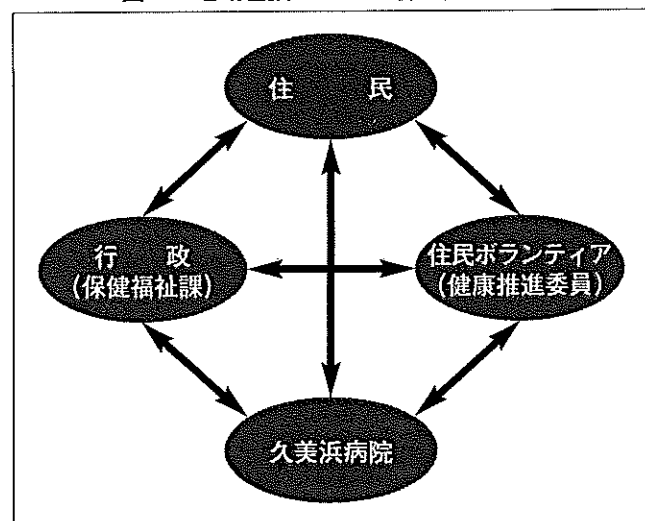 住　　民
行　　政
(保健福祉課)
住民ボランティア
(健康推進委員)
久美浜病院